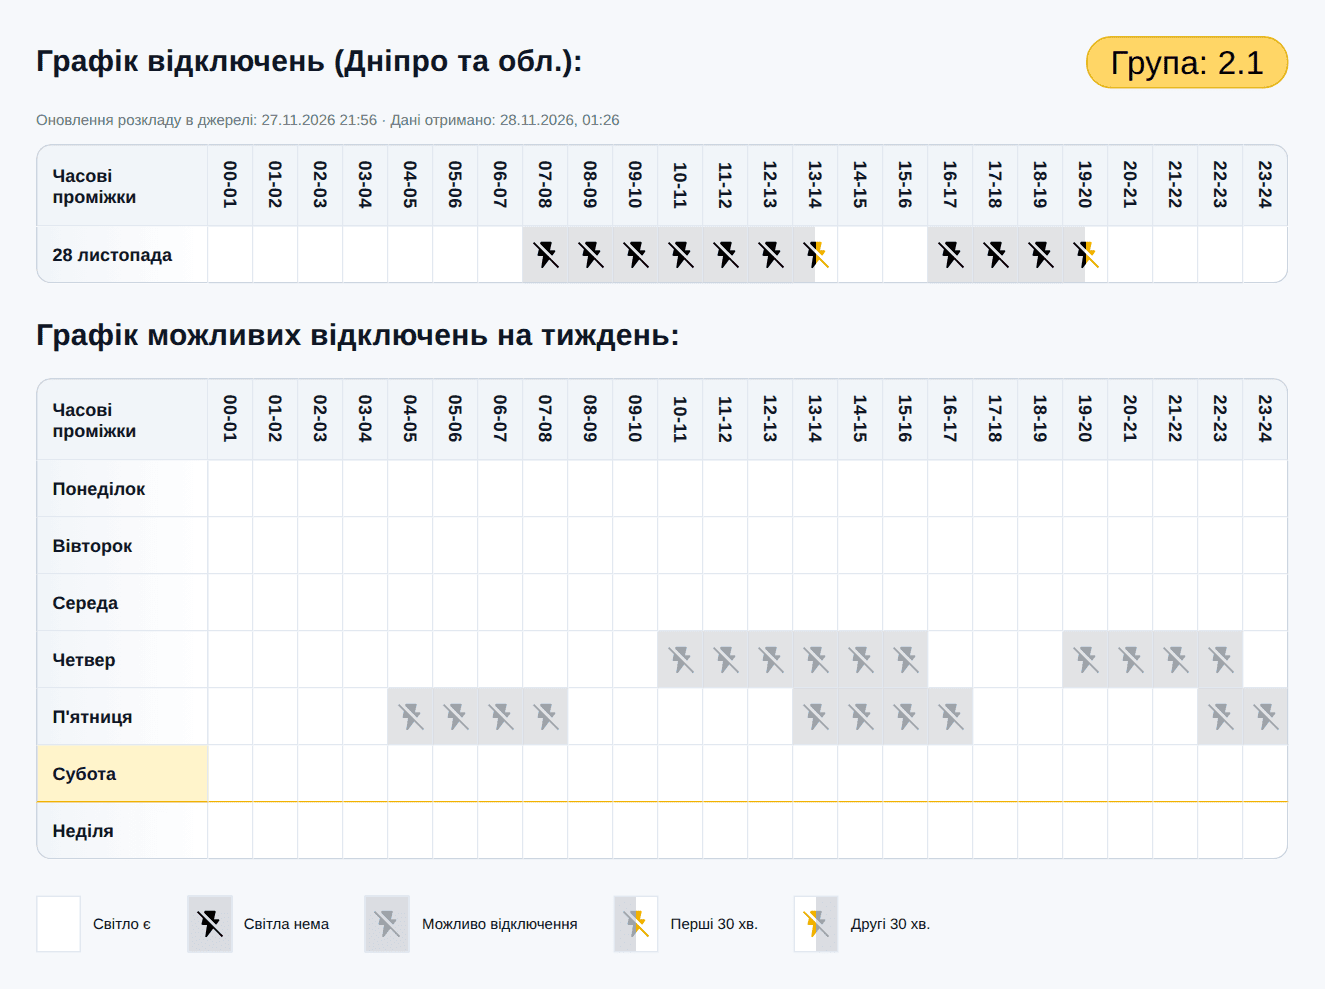 Графік відключень (Дніпро та обл.):
Група: 2.1
Оновлення розкладу в джерелі: 27.11.2026 21:56 · Дані отримано: 28.11.2026, 01:26
Часові проміжки 00-01 01-02 02-03 03-04 04-05 05-06 06-07 07-08 08-09 09-10 10-11 11-12 12-13 13-14 14-15 15-16 16-17 17-18 18-19 19-20 20-21 21-22 22-23 23-24
28 листопада
Графік можливих відключень на тиждень:
Часові проміжки 00-01 01-02 02-03 03-04 04-05 05-06 06-07 07-08 08-09 09-10 10-11 11-12 12-13 13-14 14-15 15-16 16-17 17-18 18-19 19-20 20-21 21-22 22-23 23-24
Понеділок
Вівторок
Середа
Четвер
П'ятниця
Субота
Неділя
Світло є Світла нема Можливо відключення Перші 30 хв. Другі 30 хв.